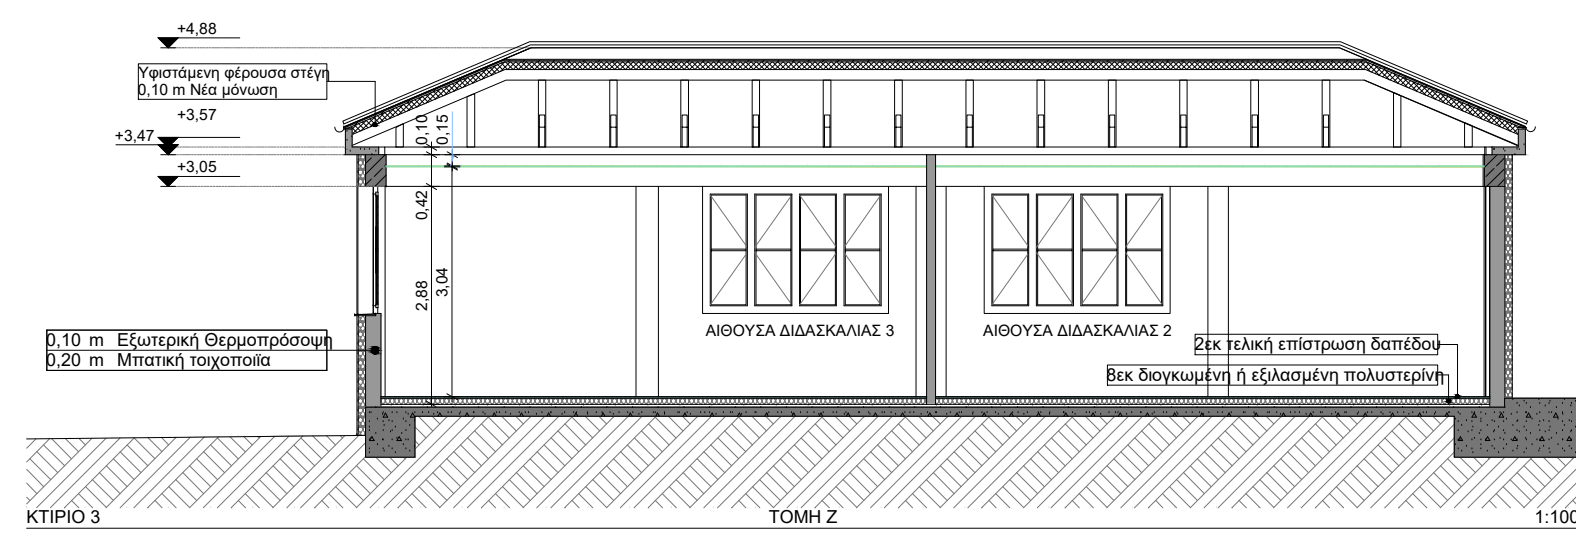 +4,88
Υφιστάμενη φέρουσα στέγη
0,10 m Νέα μόνωση
+3,57
+3,47
+3,05
0,10
0,15
0,42
2,88
3,04
ΑΙΘΟΥΣΑ ΔΙΔΑΣΚΑΛΙΑΣ 3
ΑΙΘΟΥΣΑ ΔΙΔΑΣΚΑΛΙΑΣ 2
0,10 m Εξωτερική Θερμοπρόσοψη
0,20 m Μπατική τοιχοποιϊα
2εκ τελική επίστρωση δαπέδου
8εκ διογκωμένη ή εξιλασμένη πολυστερίνη
ΚΤΙΡΙΟ 3
ΤΟΜΗ Ζ
1:100